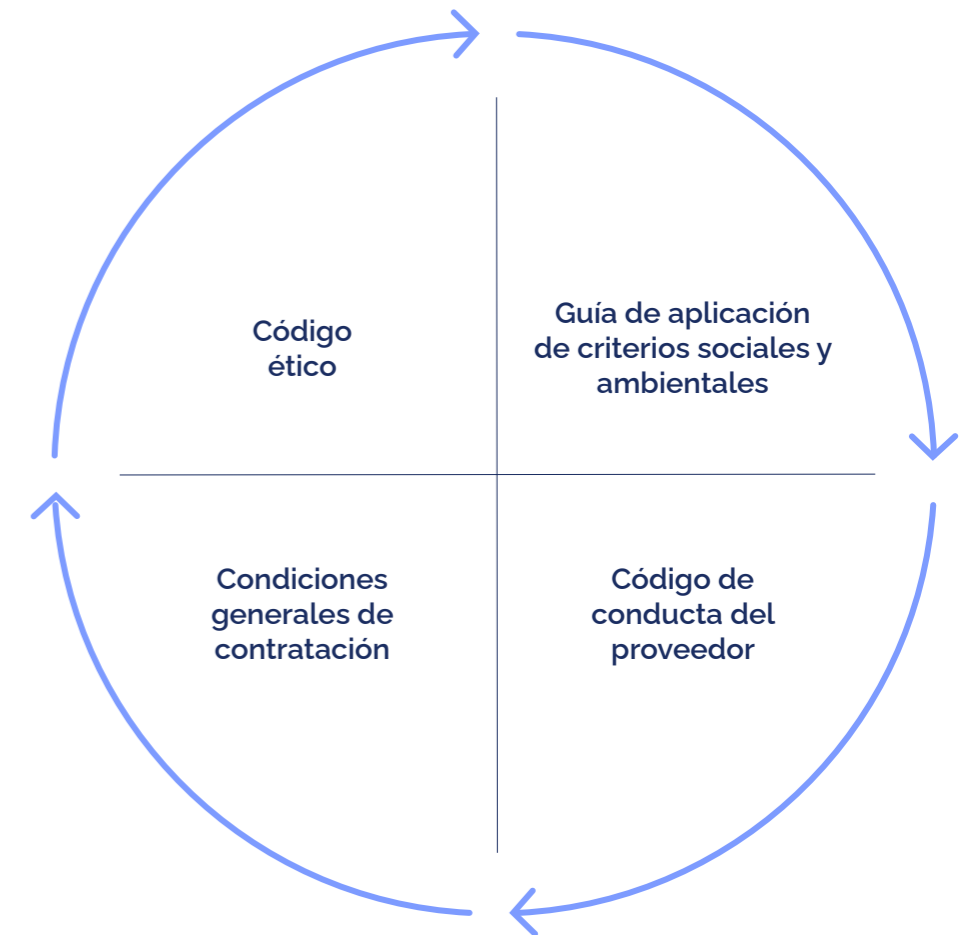 Código
ético
Guía de aplicación
de criterios sociales y
ambientales
Condiciones
generales de
contratación
Código de
conducta del
proveedor